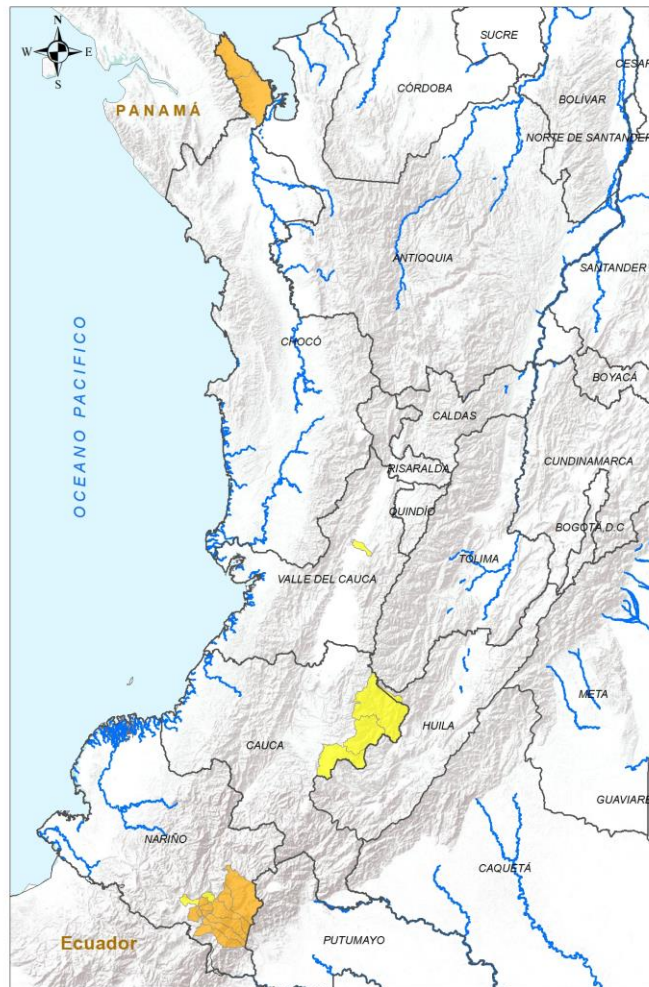 N
W E
S
SUCRE
CESAR
CÓRDOBA
BOLÍVAR
PANAMÁ
NORTE DE SANTANDER
ANTIOQUIA
SANTANDER
CHOCÓ
BOYACÁ
CALDAS
OCEANO PACIFICO
CUNDINAMARCA
RISARALDA
QUINDÍO
BOGOTÁ D.C
TOLIMA
VALLE DEL CAUCA
META
HUILA
CAUCA
GUAVIARE
NARIÑO
CAQUETÁ
Ecuador
PUTUMAYO